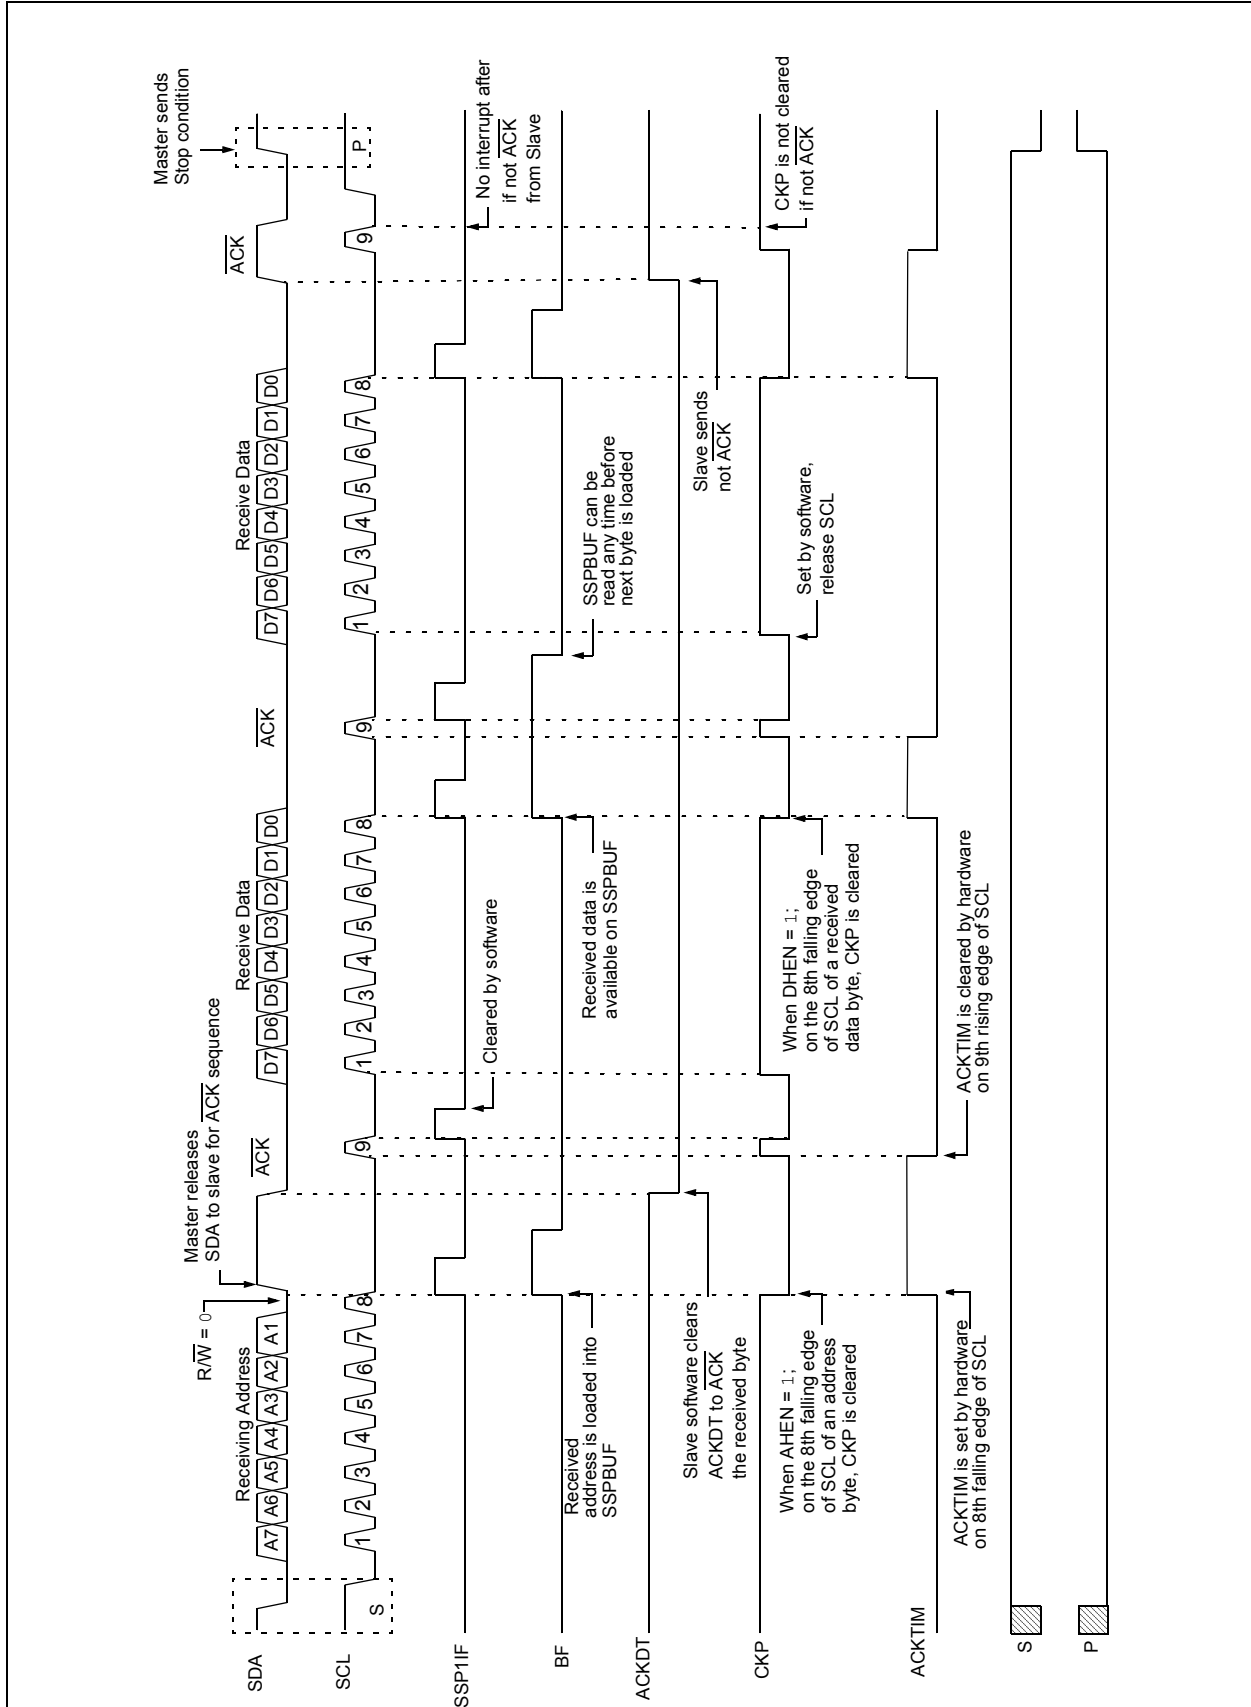 Master sends
Stop condition
Master releases
SDA to slave for ACK sequence
R/W = 0
Receiving Address
Receive Data
Receive Data
ACK
ACK
ACK
SDA
A7 A6 A5 A4 A3 A2 A1
D7 D6 D5 D4 D3 D2 D1 D0
D7 D6 D5 D4 D3 D2 D1 D0
SCL
S
1 2 3 4 5 6 7 8 9
1 2 3 4 5 6 7 8 9
1 2 3 4 5 6 7 8 9
P
SSP1IF
Cleared by software
No interrupt after
if not ACK
from Slave
BF
Received
address is loaded into
SSPBUF
Received data is
available on SSPBUF
SSPBUF can be
read any time before
next byte is loaded
ACKDT
Slave software clears
ACKDT to ACK
the received byte
Slave sends
not ACK
CKP
When AHEN = 1;
on the 8th falling edge
of SCL of an address
byte, CKP is cleared
When DHEN = 1;
on the 8th falling edge
of SCL of a received
data byte, CKP is cleared
Set by software,
release SCL
CKP is not cleared
if not ACK
ACKTIM
ACKTIM is set by hardware
on 8th falling edge of SCL
ACKTIM is cleared by hardware
on 9th rising edge of SCL
S
P